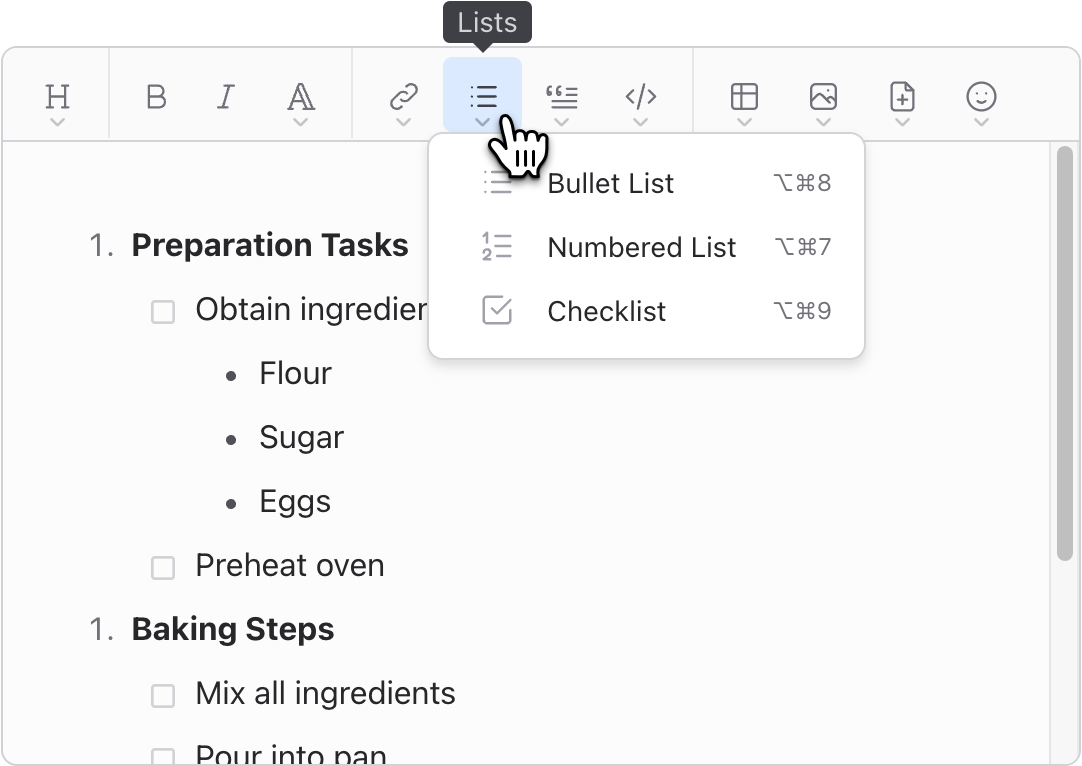 Lists
H B I A
Bullet List ⌥⌘8
Numbered List ⌥⌘7
Checklist ⌥⌘9
1. Preparation Tasks
Obtain ingredien
• Flour
• Sugar
• Eggs
Preheat oven
1. Baking Steps
Mix all ingredients
Pour into pan